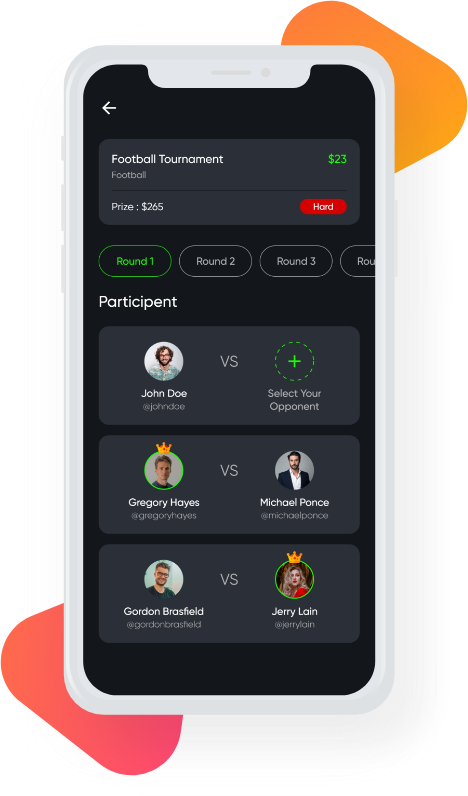 Football Tournament $23
Football
Prize : $265 Hard
Round 1 Round 2 Round 3 Rou
Participent
VS
John Doe Select Your
@johndoe Opponent
VS
Gregory Hayes Michael Ponce
@gregoryhayes @michaelponce
VS
Gordon Brasfield Jerry Lain
@gordonbrasfield @jerrylain